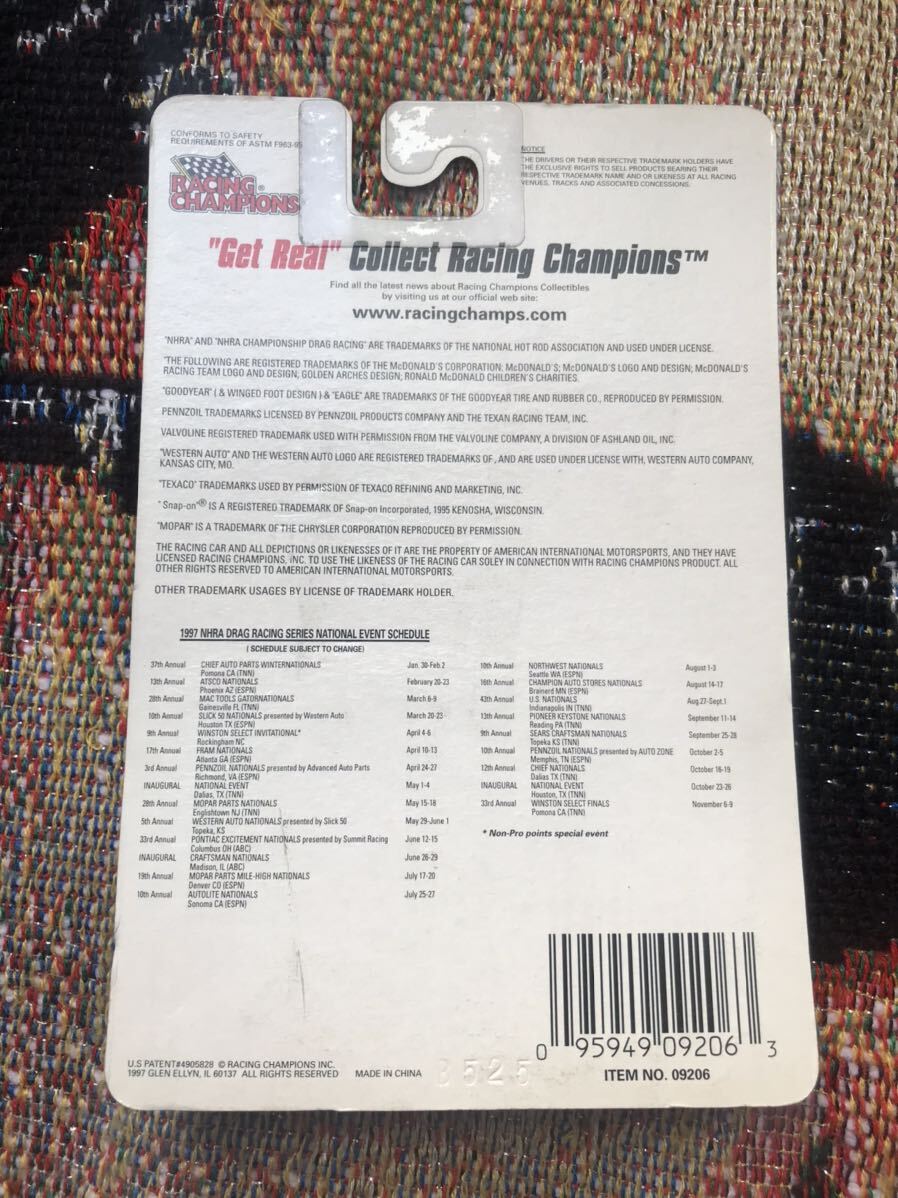 CONFORMS TO SAFETY
REQUIREMENTS OF ASTM F963-95
RACING
CHAMPIONS®
NOTICE
THE DRIVERS OR THEIR RESPECTIVE TRADEMARK HOLDERS HAVE
THE EXCLUSIVE RIGHTS TO SELL PRODUCTS BEARING THEIR
RESPECTIVE TRADEMARK NAME AND OR LIKENESS AT ALL RACING
VENUES, TRACKS AND ASSOCIATED CONCESSIONS.
"Get Real" Collect Racing Champions™
Find all the latest news about Racing Champions Collectibles
by visiting us at our official web site:
www.racingchamps.com
"NHRA" AND "NHRA CHAMPIONSHIP DRAG RACING" ARE TRADEMARKS OF THE NATIONAL HOT ROD ASSOCIATION AND USED UNDER LICENSE.
"THE FOLLOWING ARE REGISTERED TRADEMARKS OF THE McDONALD'S CORPORATION: McDONALD'S; McDONALD'S LOGO AND DESIGN; McDONALD'S
RACING TEAM LOGO AND DESIGN; GOLDEN ARCHES DESIGN; RONALD McDONALD CHILDREN'S CHARITIES.
"GOODYEAR" (& WINGED FOOT DESIGN) & "EAGLE" ARE TRADEMARKS OF THE GOODYEAR TIRE AND RUBBER CO., REPRODUCED BY PERMISSION.
PENNZOIL TRADEMARKS LICENSED BY PENNZOIL PRODUCTS COMPANY AND THE TEXAN RACING TEAM, INC.
VALVOLINE REGISTERED TRADEMARK USED WITH PERMISSION FROM THE VALVOLINE COMPANY, A DIVISION OF ASHLAND OIL, INC.
"WESTERN AUTO" AND THE WESTERN AUTO LOGO ARE REGISTERED TRADEMARKS OF, AND ARE USED UNDER LICENSE WITH, WESTERN AUTO COMPANY,
KANSAS CITY, MO.
"TEXACO" TRADEMARKS USED BY PERMISSION OF TEXACO REFINING AND MARKETING, INC.
"Snap-on"® IS A REGISTERED TRADEMARK OF Snap-on Incorporated, 1995 KENOSHA, WISCONSIN.
"MOPAR" IS A TRADEMARK OF THE CHRYSLER CORPORATION REPRODUCED BY PERMISSION.
THE RACING CAR AND ALL DEPICTIONS OR LIKENESSES OF IT ARE THE PROPERTY OF AMERICAN INTERNATIONAL MOTORSPORTS, AND THEY HAVE
LICENSED RACING CHAMPIONS, INC. TO USE THE LIKENESS OF THE RACING CAR SOLEY IN CONNECTION WITH RACING CHAMPIONS PRODUCT. ALL
OTHER RIGHTS RESERVED TO AMERICAN INTERNATIONAL MOTORSPORTS.
OTHER TRADEMARK USAGES BY LICENSE OF TRADEMARK HOLDER.
1997 NHRA DRAG RACING SERIES NATIONAL EVENT SCHEDULE
(SCHEDULE SUBJECT TO CHANGE)
37th Annual CHIEF AUTO PARTS WINTERNATIONALS Jan. 30-Feb.2
Pomona CA (TNN)
13th Annual ATSCO NATIONALS February 20-23
Phoenix AZ (ESPN)
28th Annual MAC TOOLS GATORNATIONALS March 6-9
Gainesville FL (TNN)
10th Annual SLICK 50 NATIONALS presented by Western Auto March 20-23
Houston TX (ESPN)
9th Annual WINSTON SELECT INVITATIONAL* April 4-6
Rockingham NC
17th Annual FRAM NATIONALS April 10-13
Atlanta GA (ESPN)
3rd Annual PENNZOIL NATIONALS presented by Advanced Auto Parts April 24-27
Richmond, VA (ESPN)
INAUGURAL NATIONAL EVENT May 1-4
Dallas, TX (TNN)
28th Annual MOPAR PARTS NATIONALS May 15-18
Englishtown NJ (TNN)
5th Annual WESTERN AUTO NATIONALS presented by Slick 50 May 29-June 1
Topeka, KS
33rd Annual PONTIAC EXCITEMENT NATIONALS presented by Summit Racing June 12-15
Columbus OH (ABC)
INAUGURAL CRAFTSMAN NATIONALS June 26-29
Madison, IL (ABC)
19th Annual MOPAR PARTS MILE-HIGH NATIONALS July 17-20
Denver CO (ESPN)
10th Annual AUTOLITE NATIONALS July 25-27
Sonoma CA (ESPN)
10th Annual NORTHWEST NATIONALS August 1-3
Seattle WA (ESPN)
16th Annual CHAMPION AUTO STORES NATIONALS August 14-17
Brainerd MN (ESPN)
43th Annual U.S. NATIONALS Aug.27-Sept.1
Indianapolis IN (TNN)
13th Annual PIONEER KEYSTONE NATIONALS September 11-14
Reading PA (TNN)
9th Annual SEARS CRAFTSMAN NATIONALS September 25-28
Topeka KS (TNN)
10th Annual PENNZOIL NATIONALS presented by AUTO ZONE October 2-5
Memphis, TN (ESPN)
12th Annual CHIEF NATIONALS October 16-19
Dallas TX (TNN)
INAUGURAL NATIONAL EVENT October 23-26
Houston, TX (TNN)
33rd Annual WINSTON SELECT FINALS November 6-9
Pomona CA (TNN)
* Non-Pro points special event
0 95949 09206 3
U.S PATENT#4905828 © RACING CHAMPIONS INC.
1997 GLEN ELLYN, IL 60137 ALL RIGHTS RESERVED MADE IN CHINA
ITEM NO. 09206